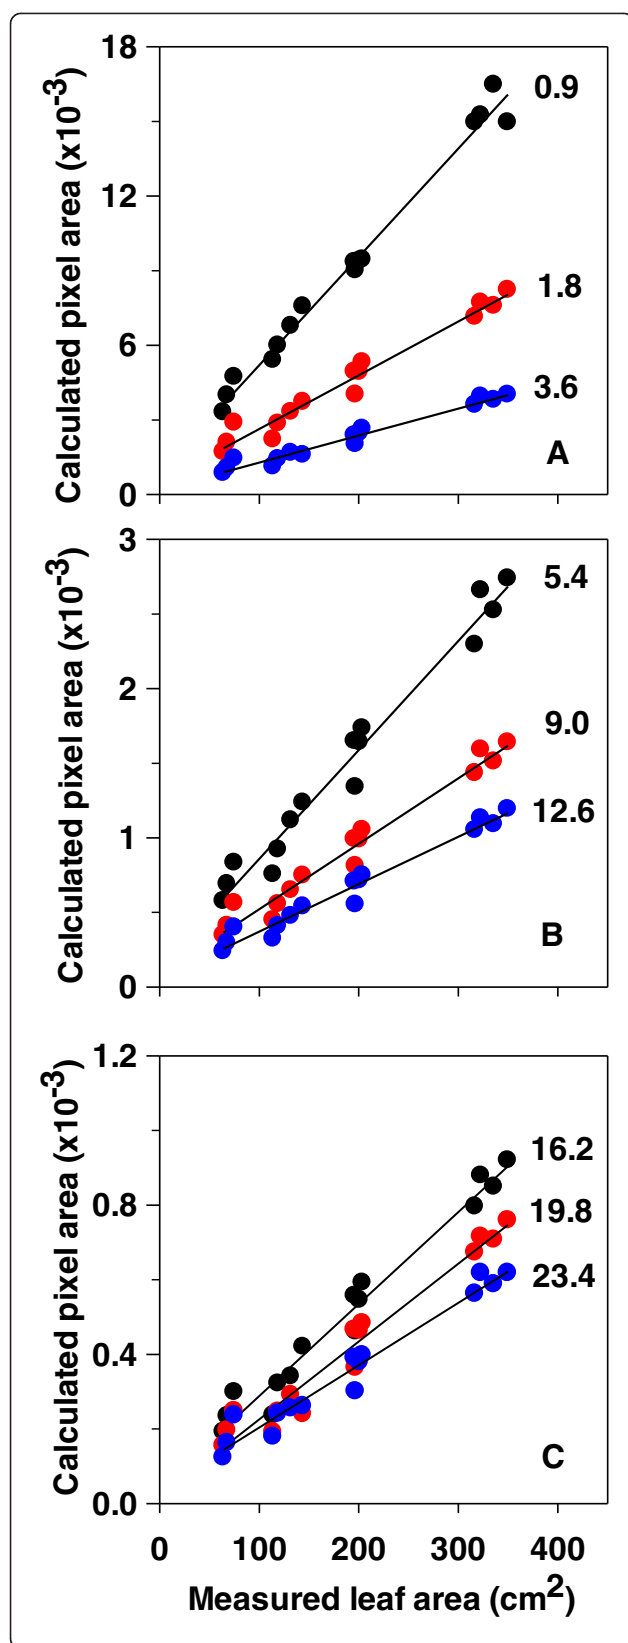 Calculated pixel area (x10⁻³)
18
12
6
0
0.9
1.8
3.6
A
Calculated pixel area (x10⁻³)
3
2
1
0
5.4
9.0
12.6
B
Calculated pixel area (x10⁻³)
1.2
0.8
0.4
0.0
16.2
19.8
23.4
C
0 100 200 300 400
Measured leaf area (cm²)